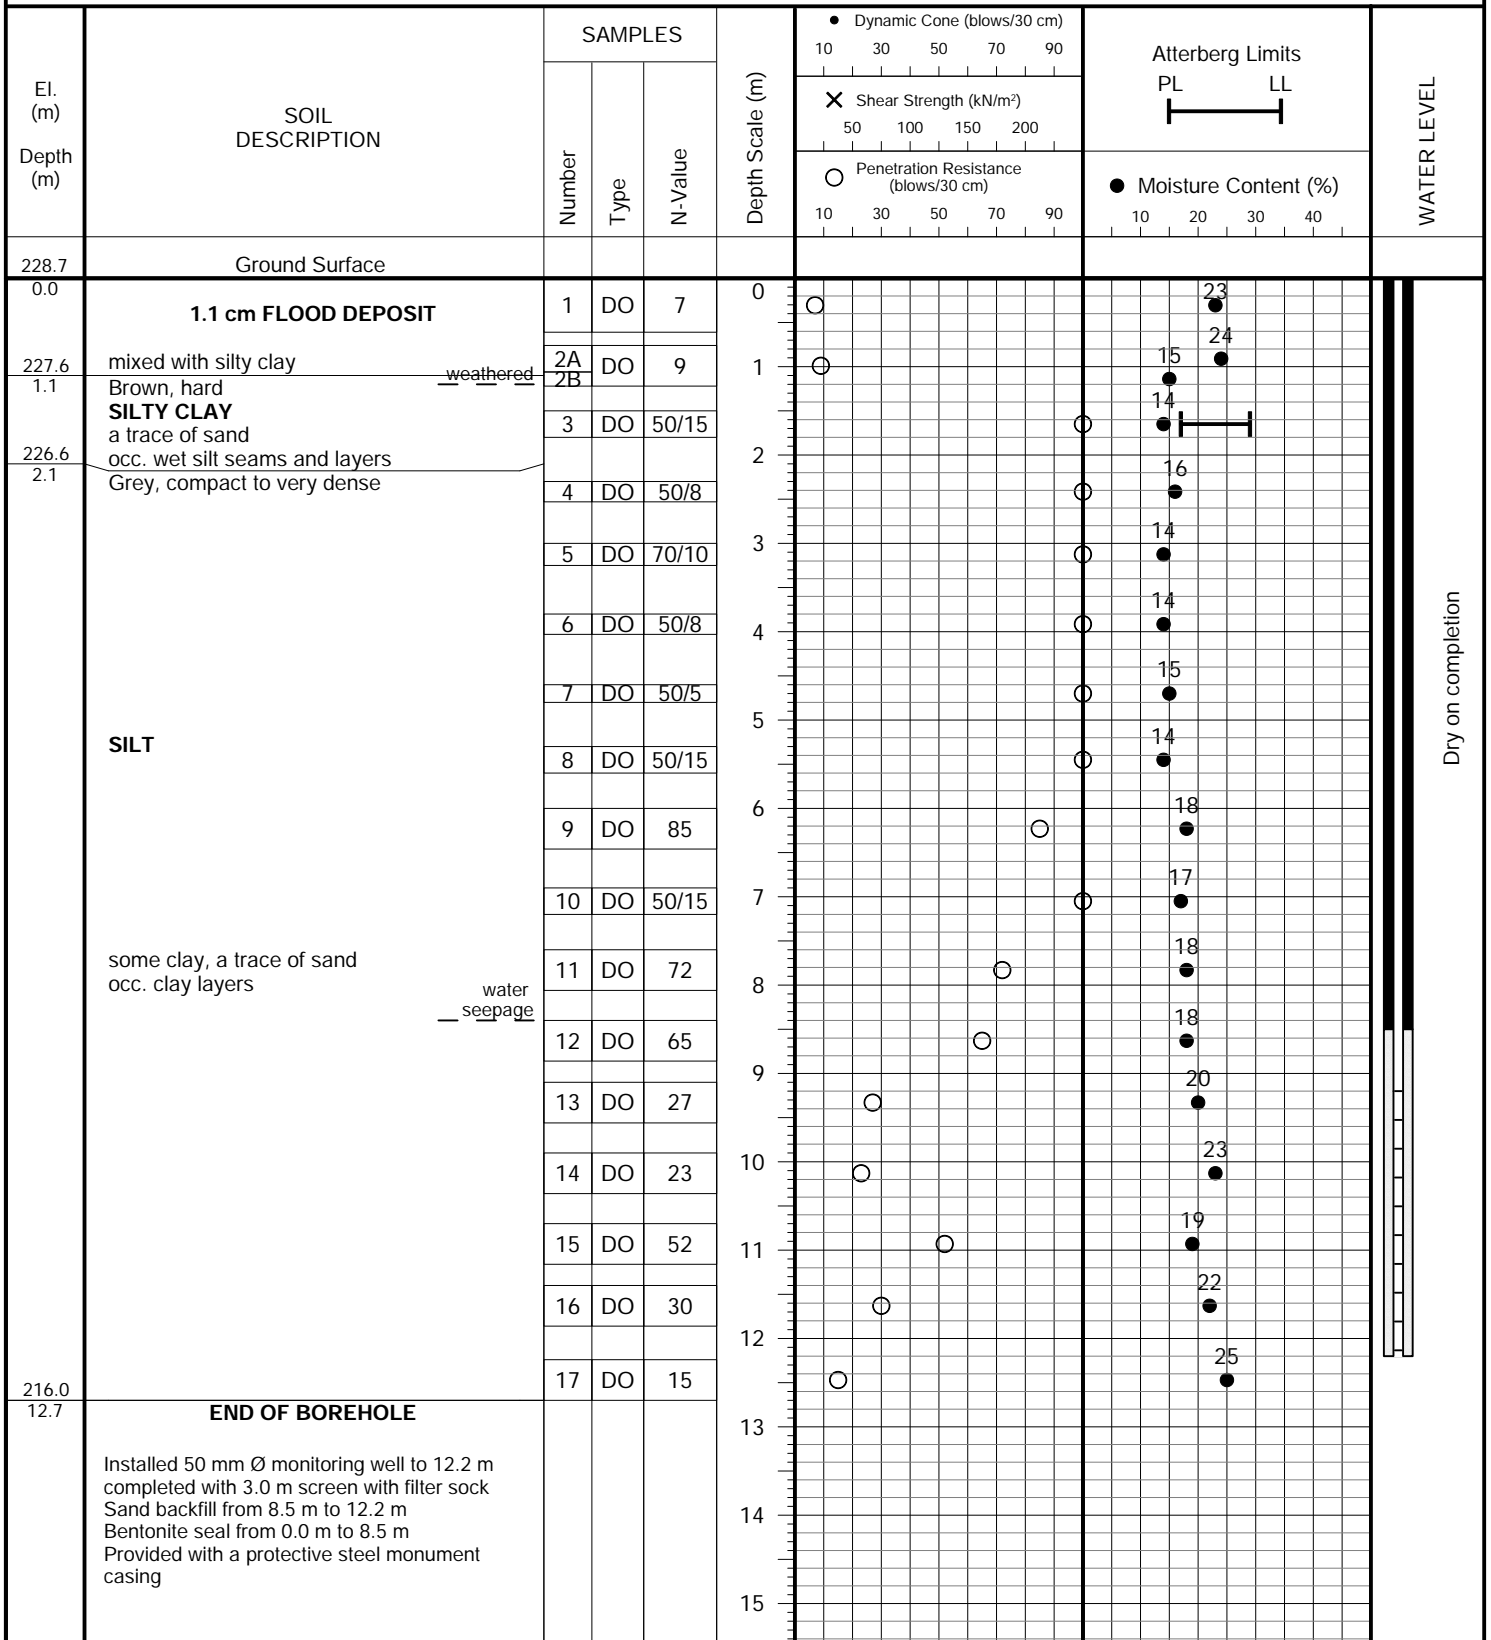 El.
(m)
Depth
(m)
SOIL
DESCRIPTION
SAMPLES
Number
Type
N-Value
Depth Scale (m)
Dynamic Cone (blows/30 cm)
10 30 50 70 90
Shear Strength (kN/m²)
50 100 150 200
Penetration Resistance
(blows/30 cm)
10 30 50 70 90
Atterberg Limits
PL LL
Moisture Content (%)
10 20 30 40
WATER LEVEL
228.7 Ground Surface
0.0
1.1 cm FLOOD DEPOSIT
mixed with silty clay
227.6
1.1
weathered
Brown, hard
SILTY CLAY
a trace of sand
occ. wet silt seams and layers
226.6
2.1
Grey, compact to very dense
SILT
some clay, a trace of sand
occ. clay layers
water
seepage
216.0
12.7
END OF BOREHOLE
Installed 50 mm Ø monitoring well to 12.2 m
completed with 3.0 m screen with filter sock
Sand backfill from 8.5 m to 12.2 m
Bentonite seal from 0.0 m to 8.5 m
Provided with a protective steel monument
casing
1 DO 7
2A
2B
DO 9
3 DO 50/15
4 DO 50/8
5 DO 70/10
6 DO 50/8
7 DO 50/5
8 DO 50/15
9 DO 85
10 DO 50/15
11 DO 72
12 DO 65
13 DO 27
14 DO 23
15 DO 52
16 DO 30
17 DO 15
0
1
2
3
4
5
6
7
8
9
10
11
12
13
14
15
23
24
15
14
16
14
14
15
14
18
17
18
18
20
23
19
22
25
Dry on completion